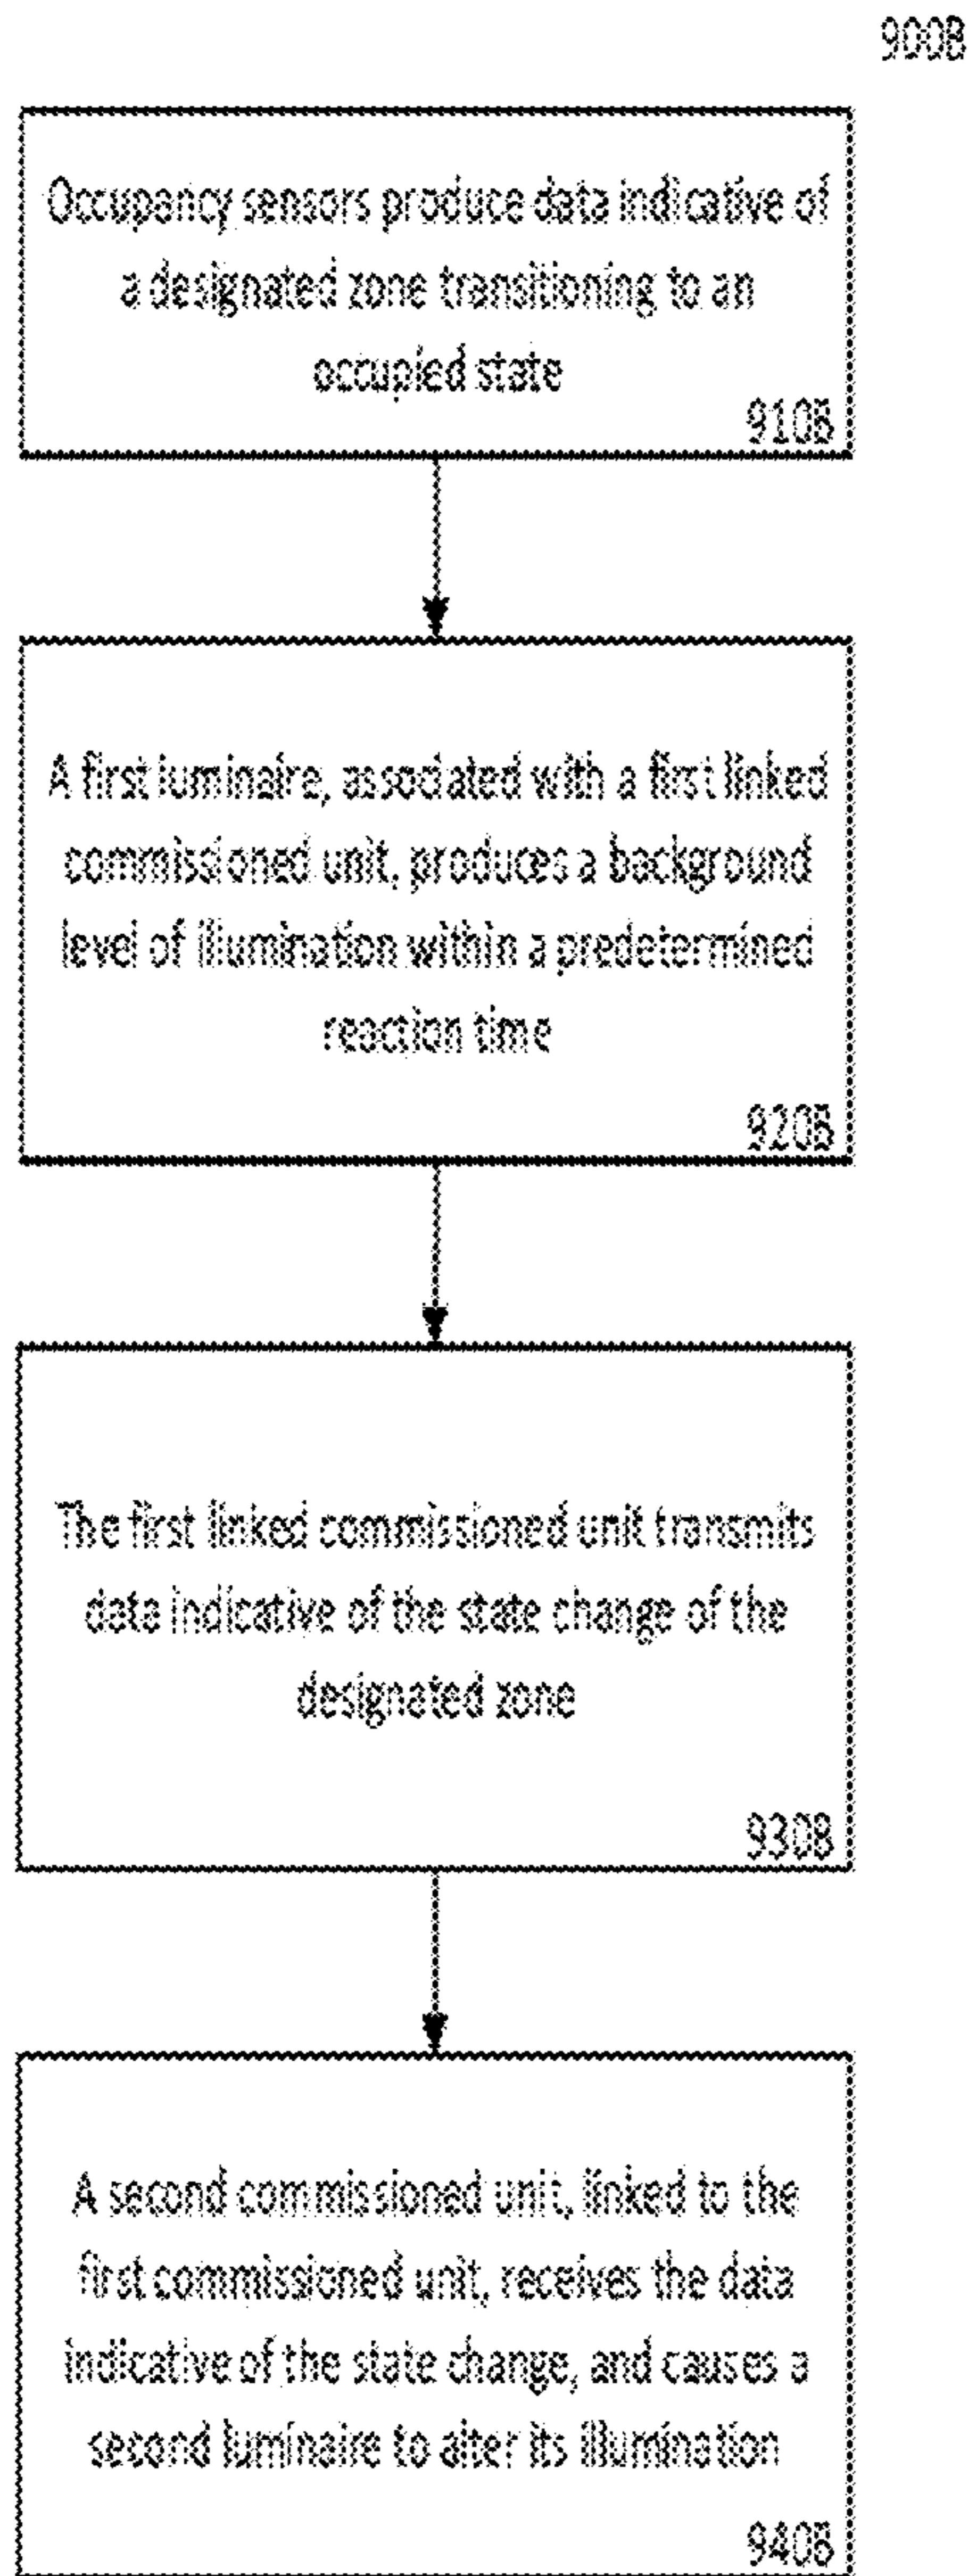 900B
Occupancy sensors produce data indicative of
a designated zone transitioning to an
occupied state
910B
A first luminaire, associated with a first linked
commissioned unit, produces a background
level of illumination within a predetermined
reaction time
920B
The first linked commissioned unit transmits
data indicative of the state change of the
designated zone
930B
A second commissioned unit, linked to the
first commissioned unit, receives the data
indicative of the state change, and causes a
second luminaire to alter its illumination
940B